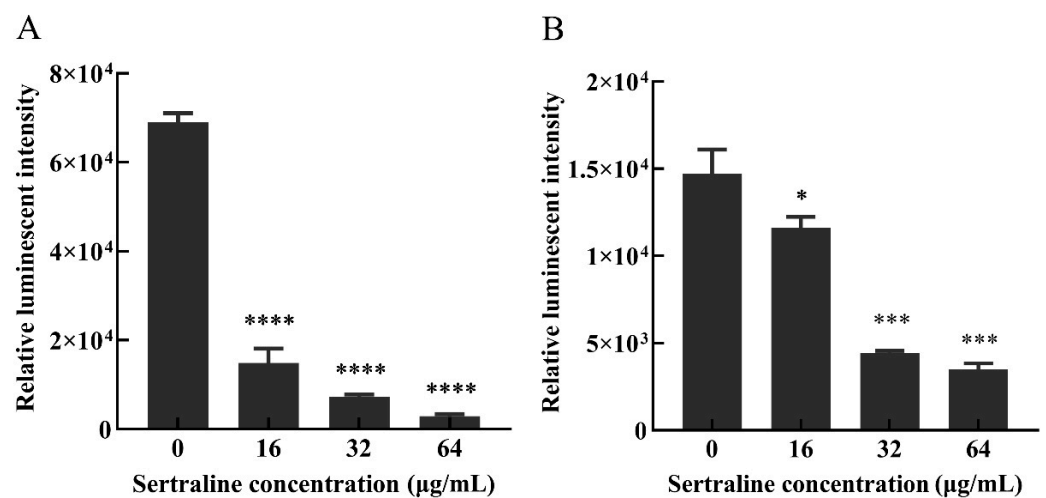 A
Relative luminescent intensity
8×10⁴
6×10⁴
4×10⁴
2×10⁴
0
****
****
****
0 16 32 64
Sertraline concentration (μg/mL)
B
Relative luminescent intensity
2×10⁴
1.5×10⁴
1×10⁴
5×10³
0
*
***
***
0 16 32 64
Sertraline concentration (μg/mL)